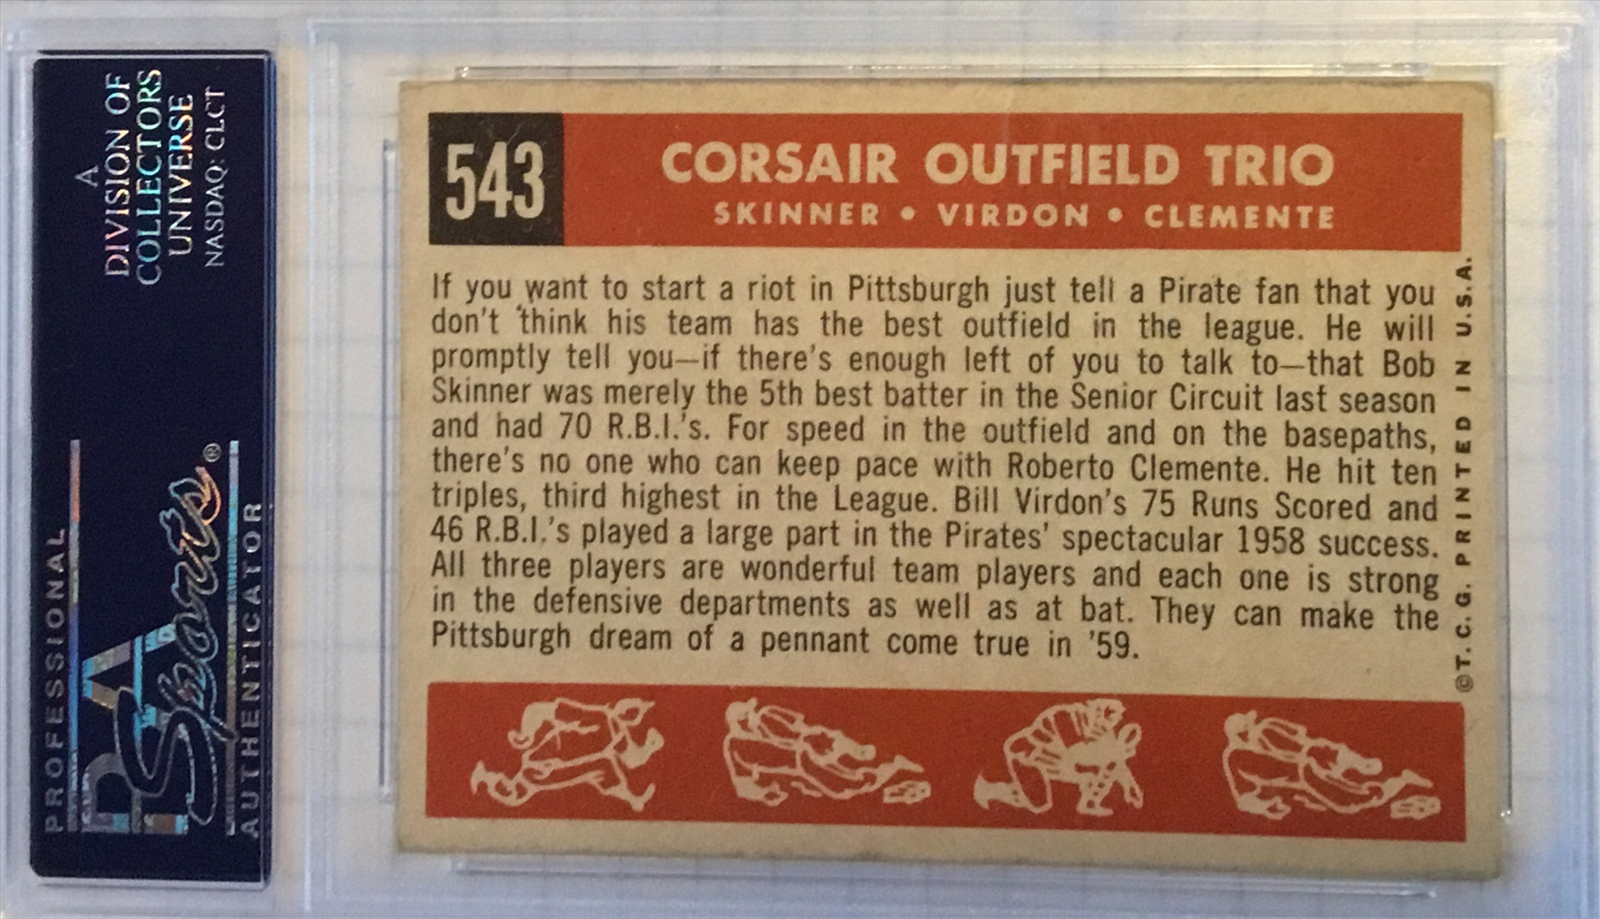 A
DIVISION OF
COLLECTORS
UNIVERSE
NASDAQ: CLCT
PROFESSIONAL
PSA
Sports®
AUTHENTICATOR
543
CORSAIR OUTFIELD TRIO
SKINNER • VIRDON • CLEMENTE
If you want to start a riot in Pittsburgh just tell a Pirate fan that you
don't think his team has the best outfield in the league. He will
promptly tell you—if there's enough left of you to talk to—that Bob
Skinner was merely the 5th best batter in the Senior Circuit last season
and had 70 R.B.I.'s. For speed in the outfield and on the basepaths,
there's no one who can keep pace with Roberto Clemente. He hit ten
triples, third highest in the League. Bill Virdon's 75 Runs Scored and
46 R.B.I.'s played a large part in the Pirates' spectacular 1958 success.
All three players are wonderful team players and each one is strong
in the defensive departments as well as at bat. They can make the
Pittsburgh dream of a pennant come true in '59.
©T. C. G. PRINTED IN U.S.A.